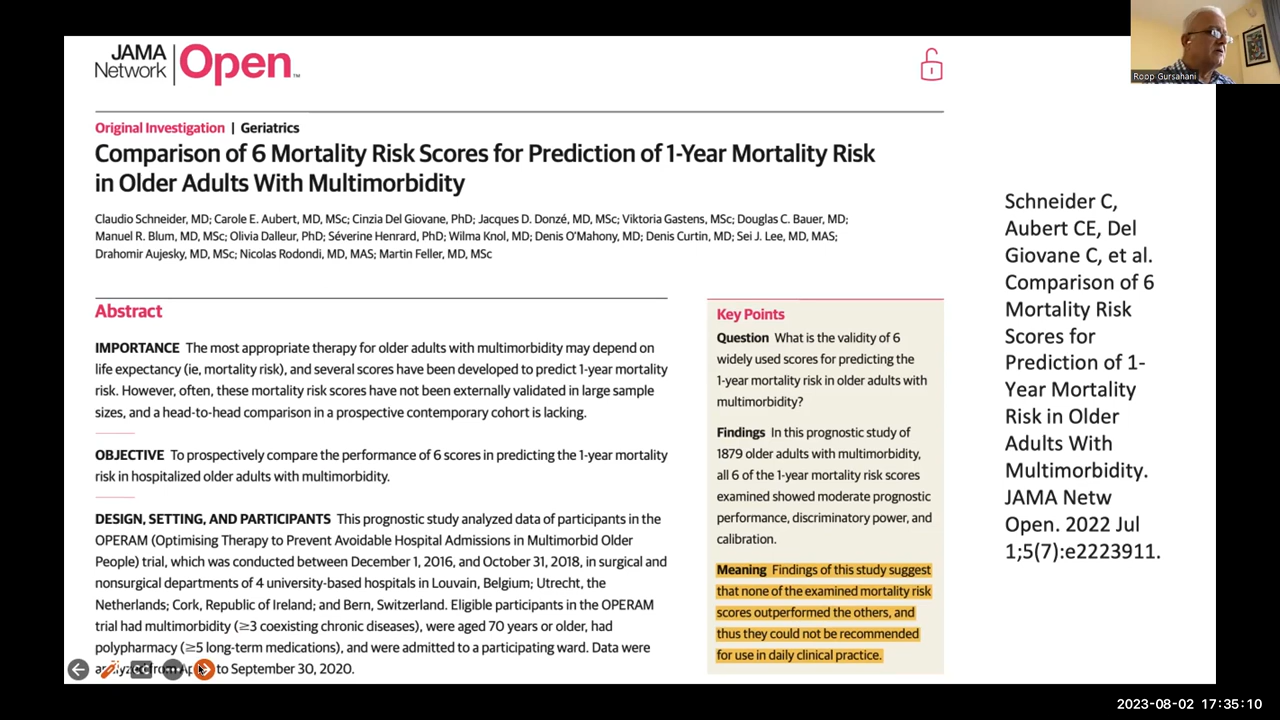 JAMA
Network
Open™
Roop Gursahani
Original Investigation | Geriatrics
Comparison of 6 Mortality Risk Scores for Prediction of 1-Year Mortality Risk
in Older Adults With Multimorbidity
Claudio Schneider, MD; Carole E. Aubert, MD, MSc; Cinzia Del Giovane, PhD; Jacques D. Donzé, MD, MSc; Viktoria Gastens, MSc; Douglas C. Bauer, MD;
Manuel R. Blum, MD, MSc; Olivia Dalleur, PhD; Séverine Henrard, PhD; Wilma Knol, MD; Denis O'Mahony, MD; Denis Curtin, MD; Sei J. Lee, MD, MAS;
Drahomir Aujesky, MD, MSc; Nicolas Rodondi, MD, MAS; Martin Feller, MD, MSc
Abstract
IMPORTANCE The most appropriate therapy for older adults with multimorbidity may depend on
life expectancy (ie, mortality risk), and several scores have been developed to predict 1-year mortality
risk. However, often, these mortality risk scores have not been externally validated in large sample
sizes, and a head-to-head comparison in a prospective contemporary cohort is lacking.
OBJECTIVE To prospectively compare the performance of 6 scores in predicting the 1-year mortality
risk in hospitalized older adults with multimorbidity.
DESIGN, SETTING, AND PARTICIPANTS This prognostic study analyzed data of participants in the
OPERAM (Optimising Therapy to Prevent Avoidable Hospital Admissions in Multimorbid Older
People) trial, which was conducted between December 1, 2016, and October 31, 2018, in surgical and
nonsurgical departments of 4 university-based hospitals in Louvain, Belgium; Utrecht, the
Netherlands; Cork, Republic of Ireland; and Bern, Switzerland. Eligible participants in the OPERAM
trial had multimorbidity (≥3 coexisting chronic diseases), were aged 70 years or older, had
polypharmacy (≥5 long-term medications), and were admitted to a participating ward. Data were
to September 30, 2020.
Key Points
Question What is the validity of 6
widely used scores for predicting the
1-year mortality risk in older adults with
multimorbidity?
Findings In this prognostic study of
1879 older adults with multimorbidity,
all 6 of the 1-year mortality risk scores
examined showed moderate prognostic
performance, discriminatory power, and
calibration.
Meaning Findings of this study suggest
that none of the examined mortality risk
scores outperformed the others, and
thus they could not be recommended
for use in daily clinical practice.
Schneider C,
Aubert CE, Del
Giovane C, et al.
Comparison of 6
Mortality Risk
Scores for
Prediction of 1-
Year Mortality
Risk in Older
Adults With
Multimorbidity.
JAMA Netw
Open. 2022 Jul
1;5(7):e2223911.
2023-08-02 17:35:10